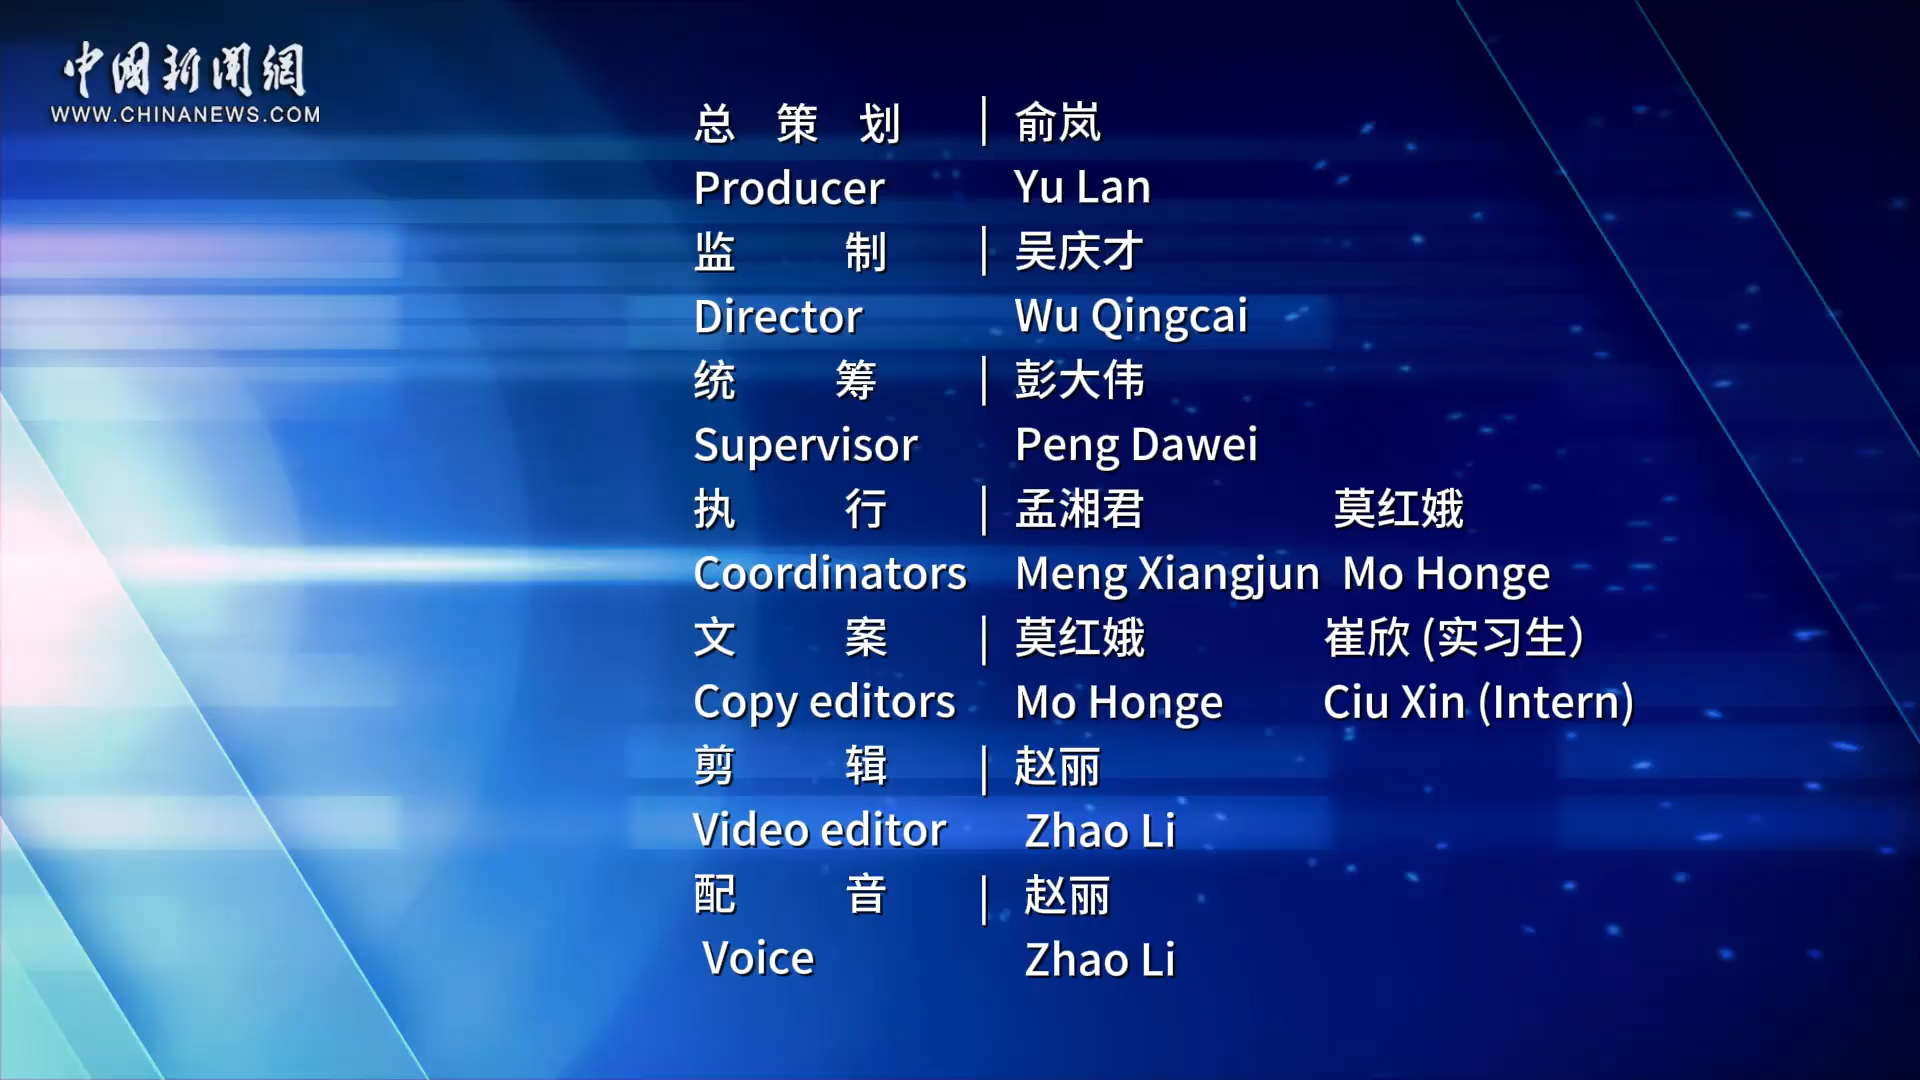 中国新闻網
WWW.CHINANEWS.COM
总 策 划 | 俞岚
Producer Yu Lan
监 制 | 吴庆才
Director Wu Qingcai
统 筹 | 彭大伟
Supervisor Peng Dawei
执 行 | 孟湘君 莫红娥
Coordinators Meng Xiangjun Mo Honge
文 案 | 莫红娥 崔欣 (实习生）
Copy editors Mo Honge Ciu Xin (Intern)
剪 辑 | 赵丽
Video editor Zhao Li
配 音 | 赵丽
Voice Zhao Li